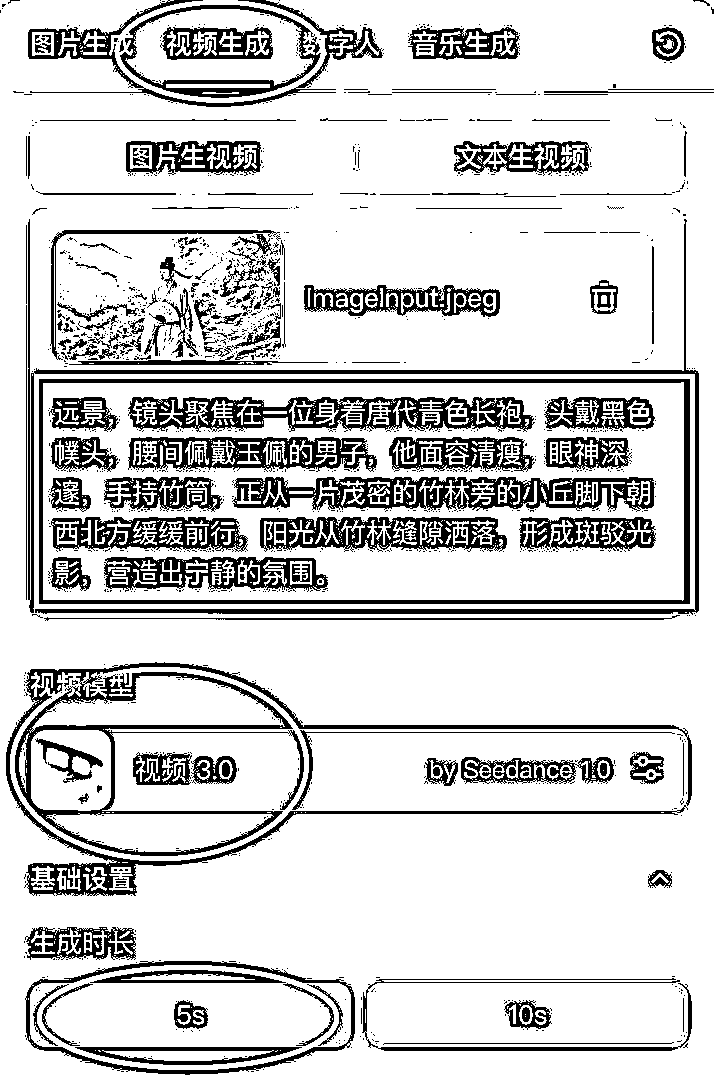 图片生成 视频生成 数字人 音乐生成
图片生视频 文本生视频
ImageInput.jpeg
远景，镜头聚焦在一位身着唐代青色长袍，头戴黑色
幞头，腰间佩戴玉佩的男子，他面容清瘦，眼神深
邃，手持竹筒，正从一片茂密的竹林旁的小丘脚下朝
西北方缓缓前行，阳光从竹林缝隙洒落，形成斑驳光
影，营造出宁静的氛围。
视频模型
视频 3.0 by Seedance 1.0
基础设置
生成时长
5s 10s